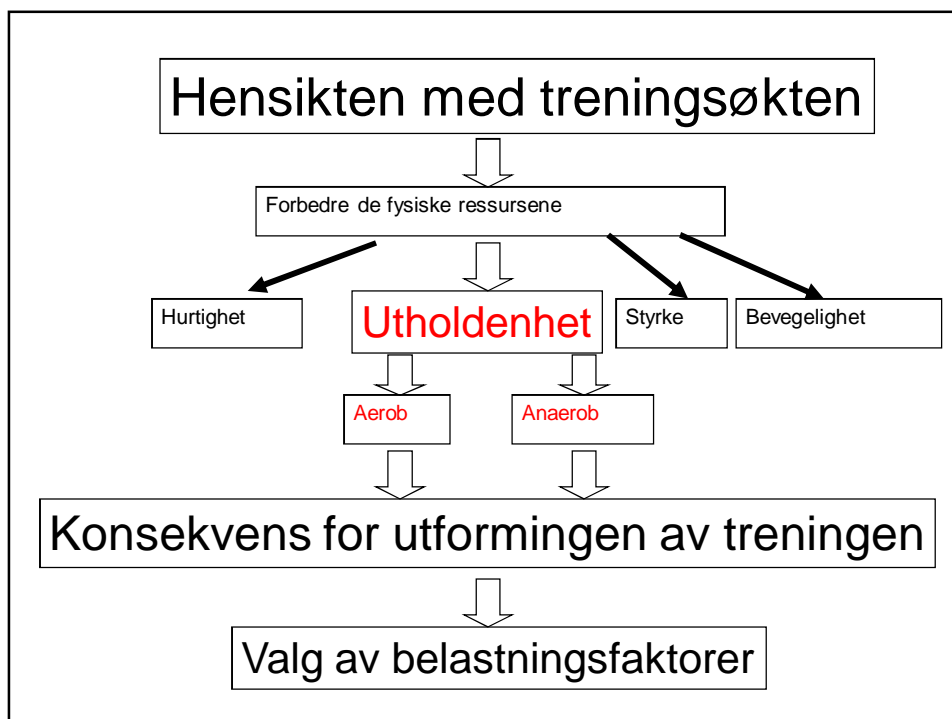 Hensikten med treningsøkten
Forbedre de fysiske ressursene
Hurtighet
Utholdenhet
Styrke
Bevegelighet
Aerob
Anaerob
Konsekvens for utformingen av treningen
Valg av belastningsfaktorer